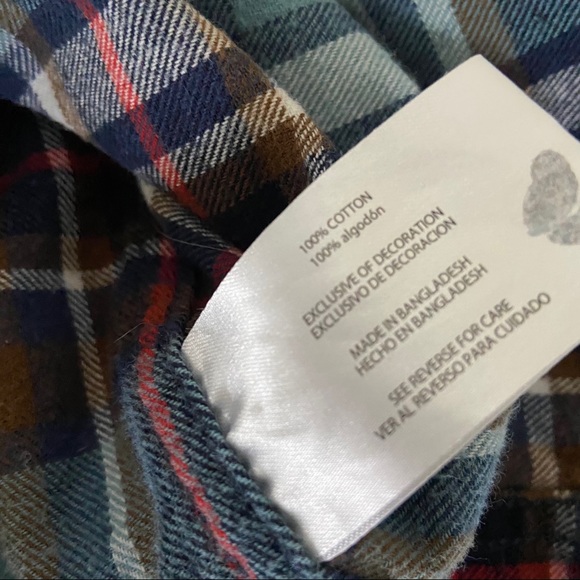 100% COTTON
100% algodón
EXCLUSIVE OF DECORATION
EXCLUSIVO DE DECORACION
MADE IN BANGLADESH
HECHO EN BANGLADESH
SEE REVERSE FOR CARE
VER AL REVERSO PARA CUIDADO